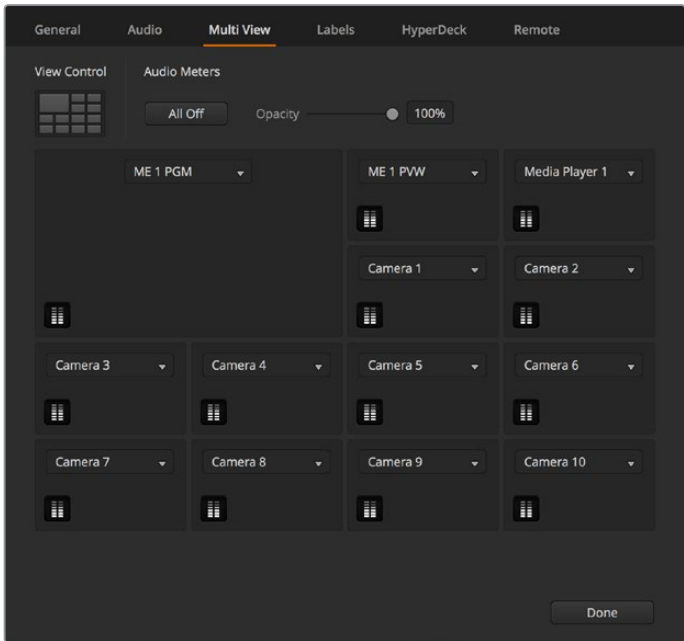 General Audio Multi View Labels HyperDeck Remote
View Control Audio Meters
All Off Opacity 100%
ME 1 PGM ME 1 PVW Media Player 1
Camera 1 Camera 2
Camera 3 Camera 4 Camera 5 Camera 6
Camera 7 Camera 8 Camera 9 Camera 10
Done